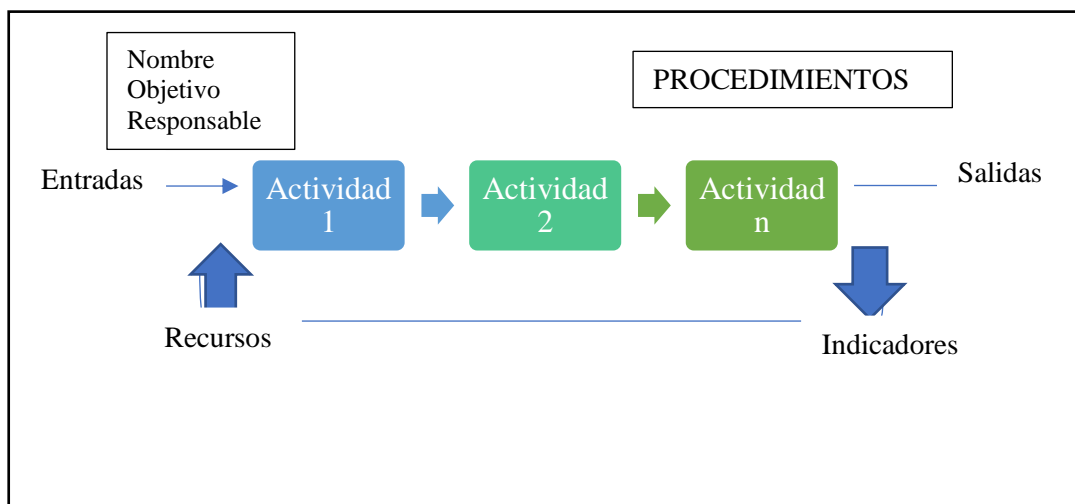 Nombre
Objetivo
Responsable
PROCEDIMIENTOS
Entradas
Actividad
1
Actividad
2
Actividad
n
Salidas
Recursos
Indicadores